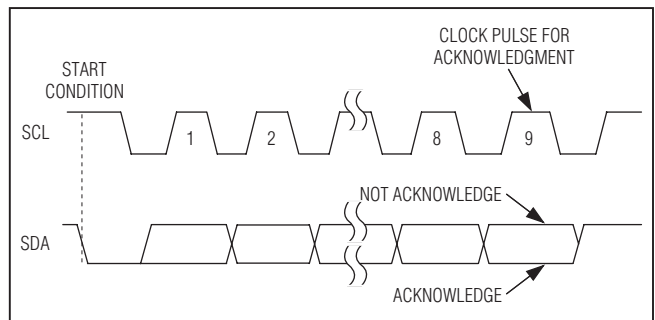 CLOCK PULSE FOR
ACKNOWLEDGMENT
START
CONDITION
SCL
1
2
8
9
NOT ACKNOWLEDGE
SDA
ACKNOWLEDGE